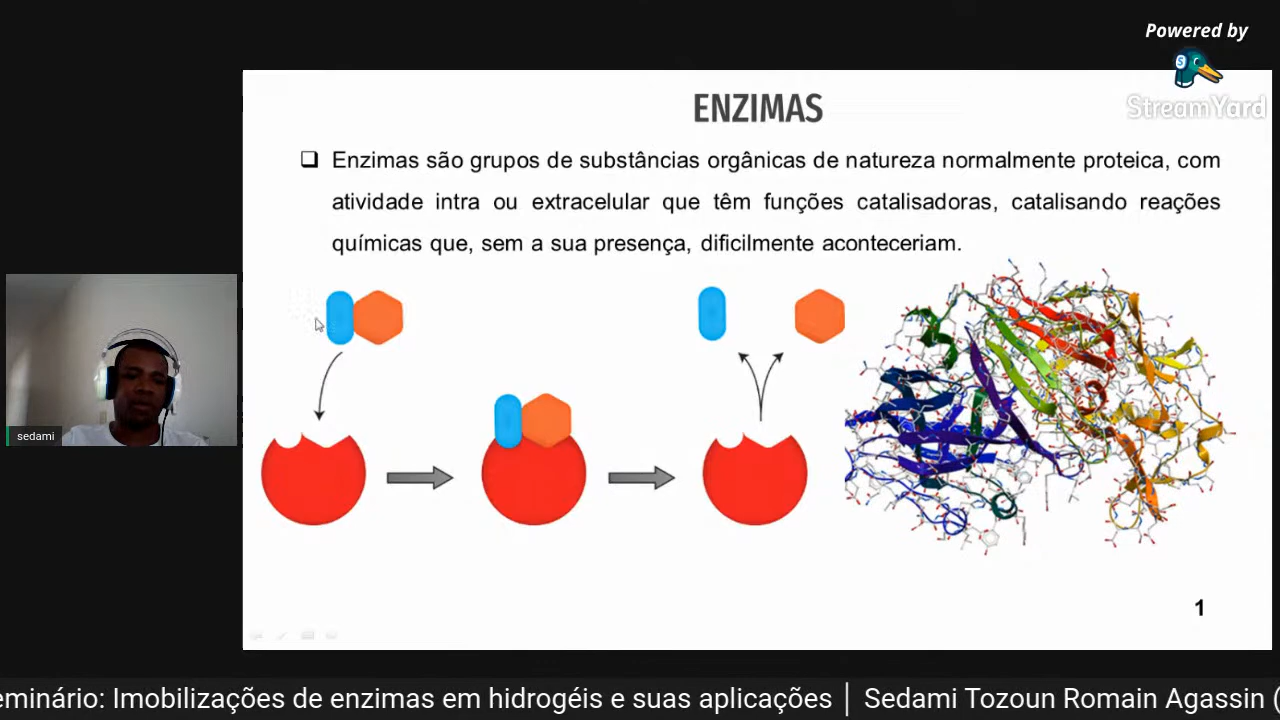 Powered by
StreamYard
ENZIMAS
❑ Enzimas são grupos de substâncias orgânicas de natureza normalmente proteica, com
atividade intra ou extracelular que têm funções catalisadoras, catalisando reações
químicas que, sem a sua presença, dificilmente aconteceriam.
sedami
1
eminário: Imobilizações de enzimas em hidrogéis e suas aplicações │ Sedami Tozoun Romain Agassin (